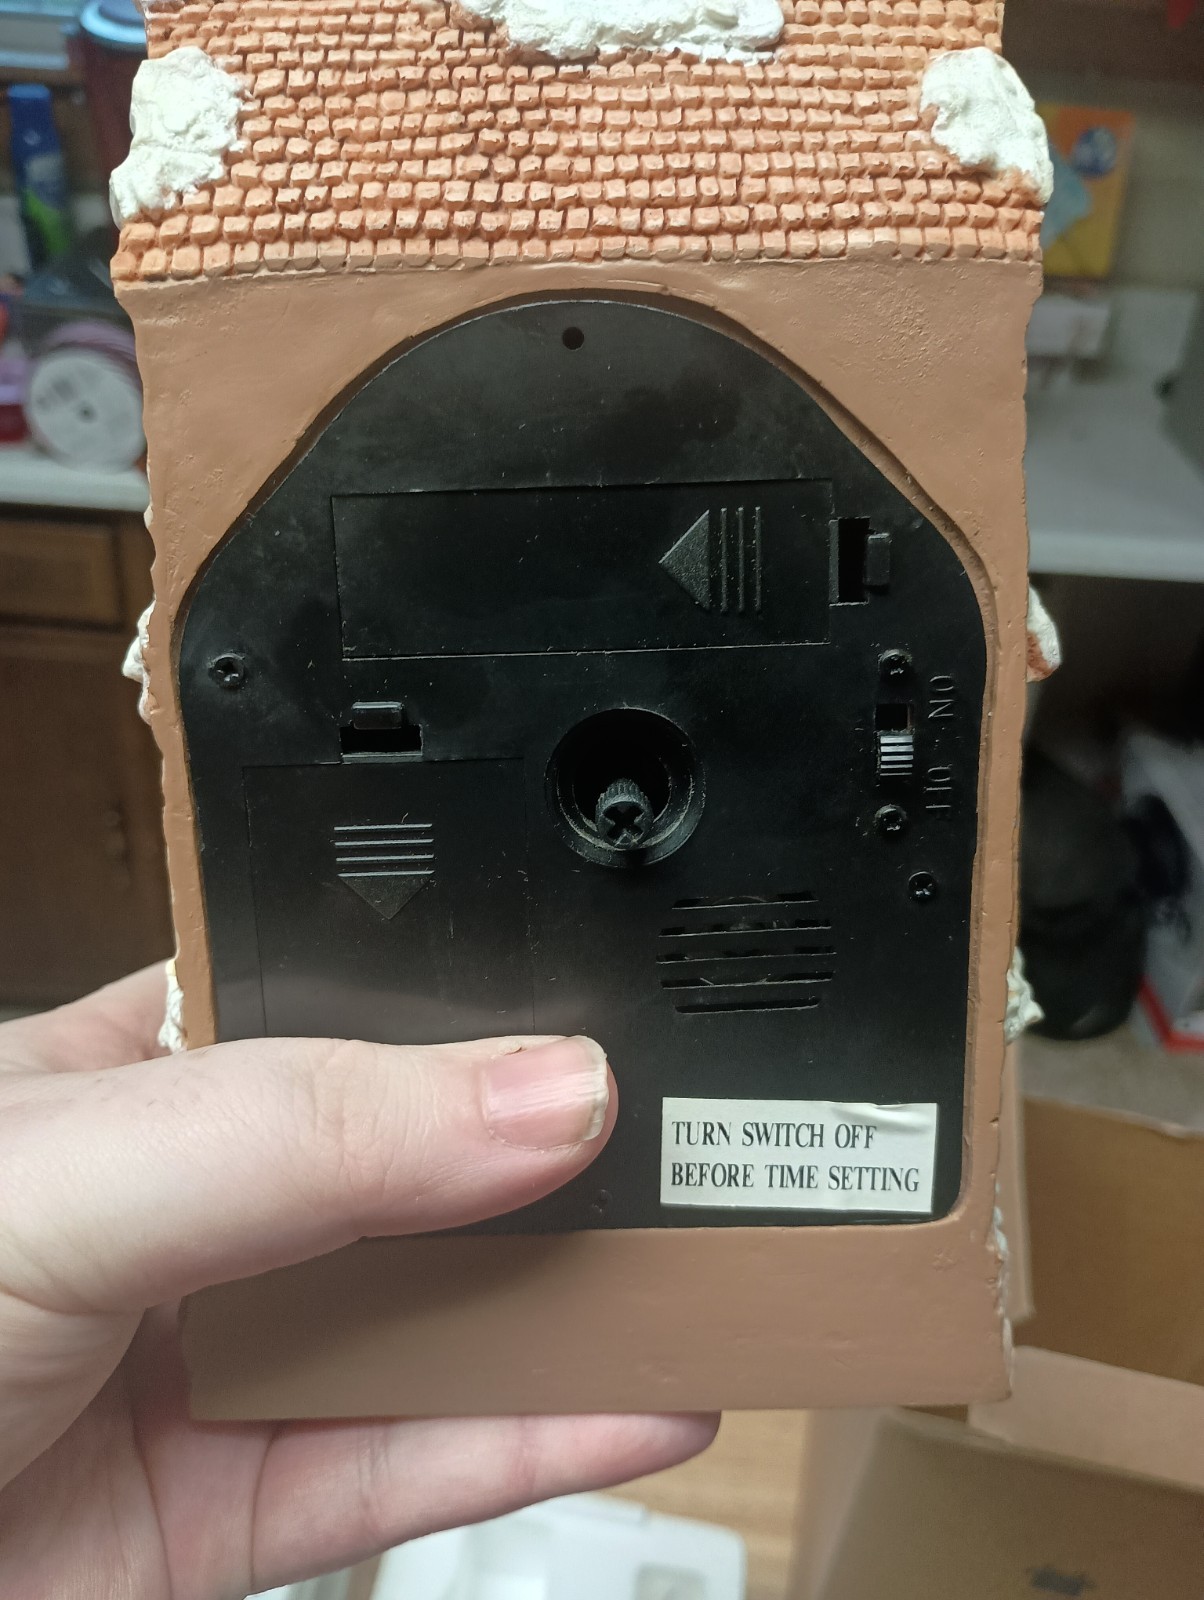 ON OFF
TURN SWITCH OFF
BEFORE TIME SETTING